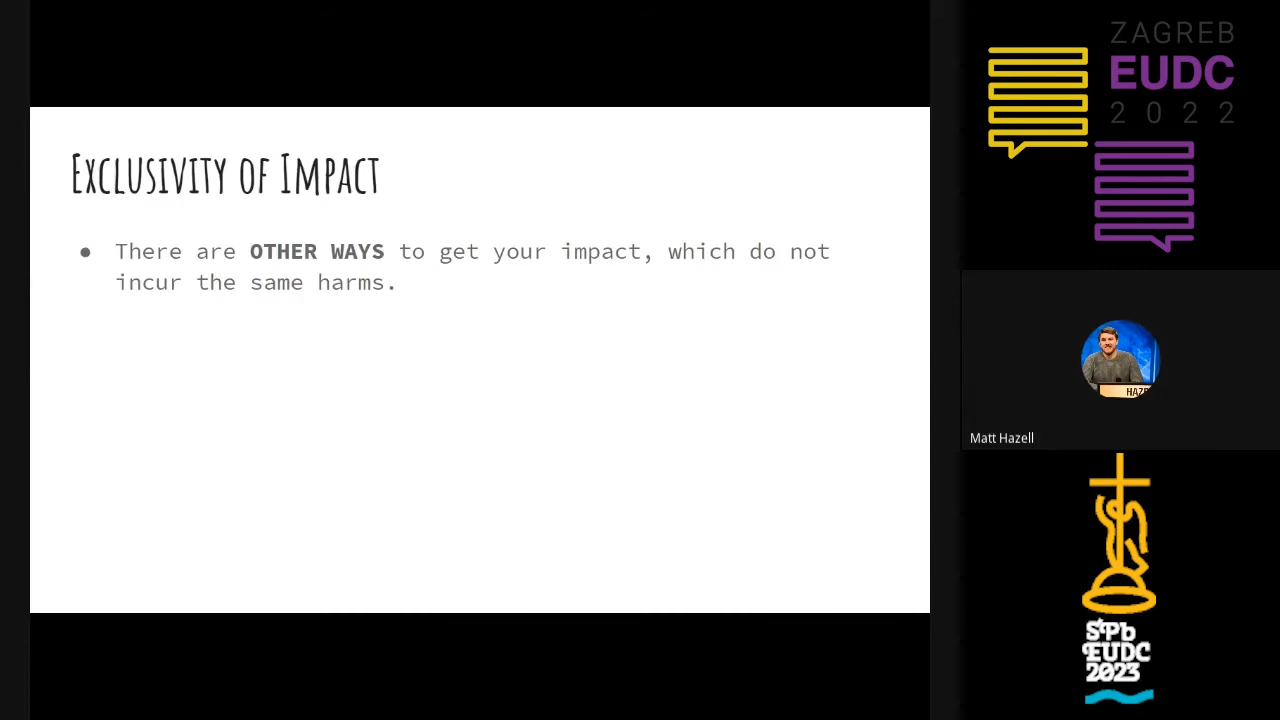 Exclusivity of Impact
● There are OTHER WAYS to get your impact, which do not
incur the same harms.
ZAGREB
EUDC
2022
Matt Hazell
SPb
EUDC
2023